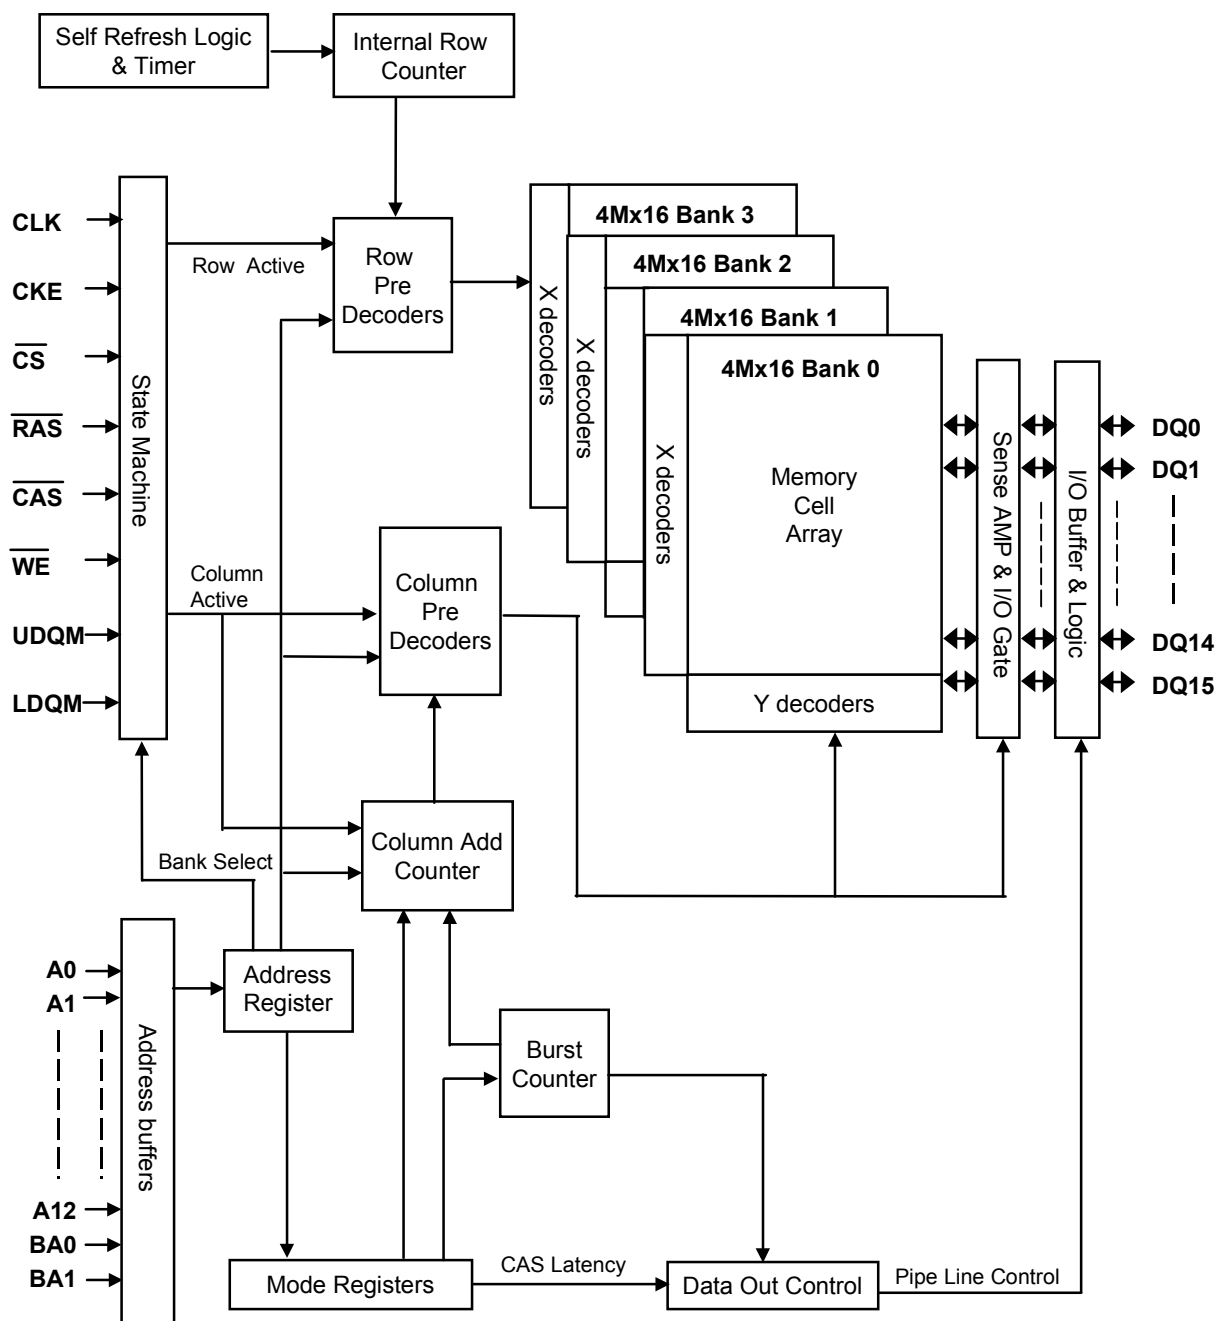 Self Refresh Logic
& Timer
Internal Row
Counter
CLK
CKE
CS
RAS
CAS
WE
UDQM
LDQM
State Machine
Row Active
Row
Pre
Decoders
X decoders
4Mx16 Bank 3
X decoders
4Mx16 Bank 2
4Mx16 Bank 1
X decoders
4Mx16 Bank 0
Memory
Cell
Array
Y decoders
Sense AMP & I/O Gate
I/O Buffer & Logic
DQ0
DQ1
DQ14
DQ15
Column
Active
Column
Pre
Decoders
Column Add
Counter
Bank Select
A0
A1
A12
BA0
BA1
Address buffers
Address
Register
Burst
Counter
Mode Registers
CAS Latency
Data Out Control
Pipe Line Control